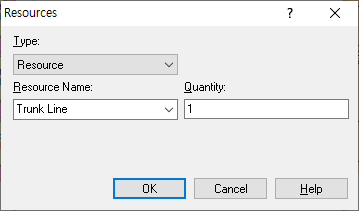 Resources
?
Type:
Resource
Resource Name: Quantity:
Trunk Line 1
OK Cancel Help